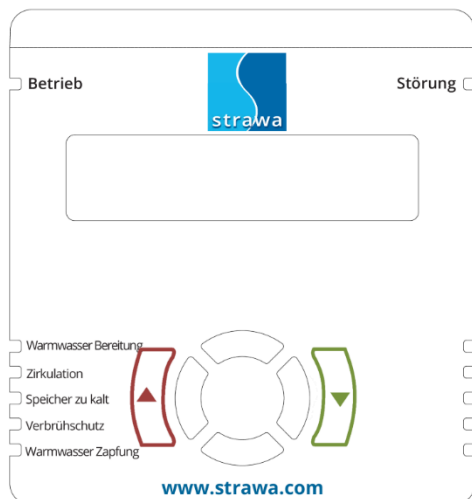 Betrieb
Störung
strawa
Warmwasser Bereitung
Zirkulation
Speicher zu kalt
Verbrühschutz
Warmwasser Zapfung
www.strawa.com